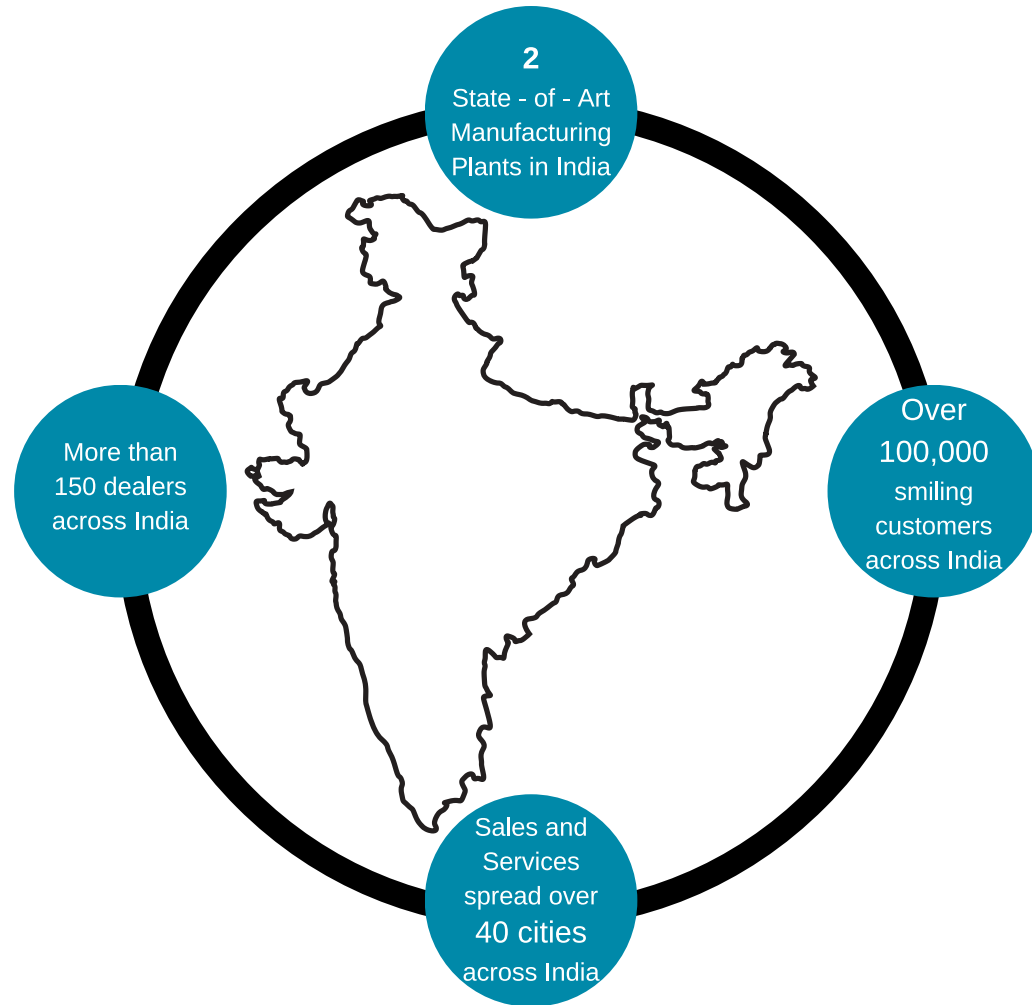 2
State - of - Art
Manufacturing
Plants in India
More than
150 dealers
across India
Over
100,000
smiling
customers
across India
Sales and
Services
spread over
40 cities
across India